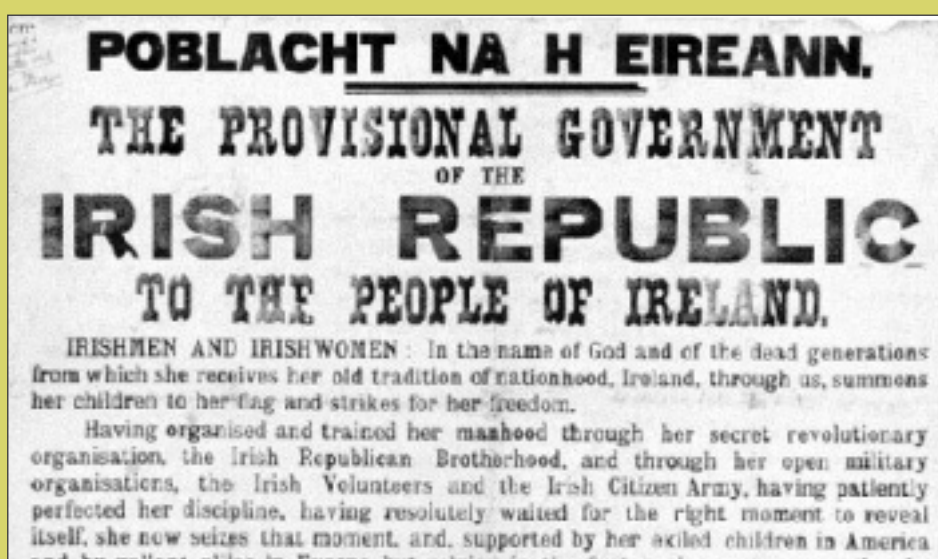 POBLACHT NA H EIREANN.
THE PROVISIONAL GOVERNMENT
OF THE
IRISH REPUBLIC
TO THE PEOPLE OF IRELAND.
IRISHMEN AND IRISHWOMEN : In the name of God and of the dead generations
from which she receives her old tradition of nationhood, Ireland, through us, summons
her children to her flag and strikes for her freedom.
Having organised and trained her manhood through her secret revolutionary
organisation, the Irish Republican Brotherhood, and through her open military
organisations, the Irish Volunteers and the Irish Citizen Army, having patiently
perfected her discipline, having resolutely waited for the right moment to reveal
itself, she now seizes that moment, and, supported by her exiled children in America